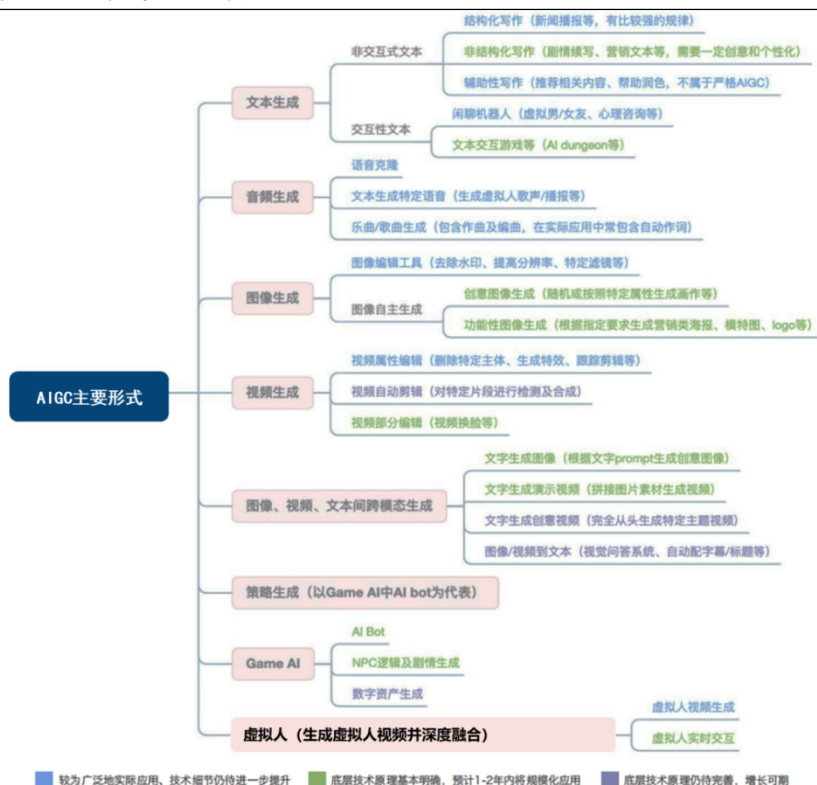 AIGC主要形式
文本生成
非交互式文本
结构化写作（新闻播报等，有比较强的规律）
非结构化写作（剧情续写、营销文本等，需要一定创意和个性化）
辅助性写作（推荐相关内容、帮助润色，不属于严格AIGC）
交互性文本
闲聊机器人（虚拟男/女友、心理咨询等）
文本交互游戏等（AI dungeon等）
音频生成
语音克隆
文本生成特定语音（生成虚拟人歌声/播报等）
乐曲/歌曲生成（包含作曲及编曲，在实际应用中常包含自动作词）
图像生成
图像编辑工具（去除水印、提高分辨率、特定滤镜等）
图像自主生成
创意图像生成（随机或按照特定属性生成画作等）
功能性图像生成（根据指定要求生成营销类海报、模特图、logo等）
视频生成
视频属性编辑（删除特定主体、生成特效、跟踪剪辑等）
视频自动剪辑（对特定片段进行检测及合成）
视频部分编辑（视频换脸等）
图像、视频、文本间跨模态生成
文字生成图像（根据文字prompt生成创意图像）
文字生成演示视频（拼接图片素材生成视频）
文字生成创意视频（完全从头生成特定主题视频）
图像/视频到文本（视觉问答系统、自动配字幕/标题等）
策略生成（以Game AI中AI bot为代表）
Game AI
AI Bot
NPC逻辑及剧情生成
数字资产生成
虚拟人（生成虚拟人视频并深度融合）
虚拟人视频生成
虚拟人实时交互
较为广泛地实际应用、技术细节仍待进一步提升
底层技术原理基本明确，预计1-2年内将规模化应用
底层技术原理仍待完善，增长可期